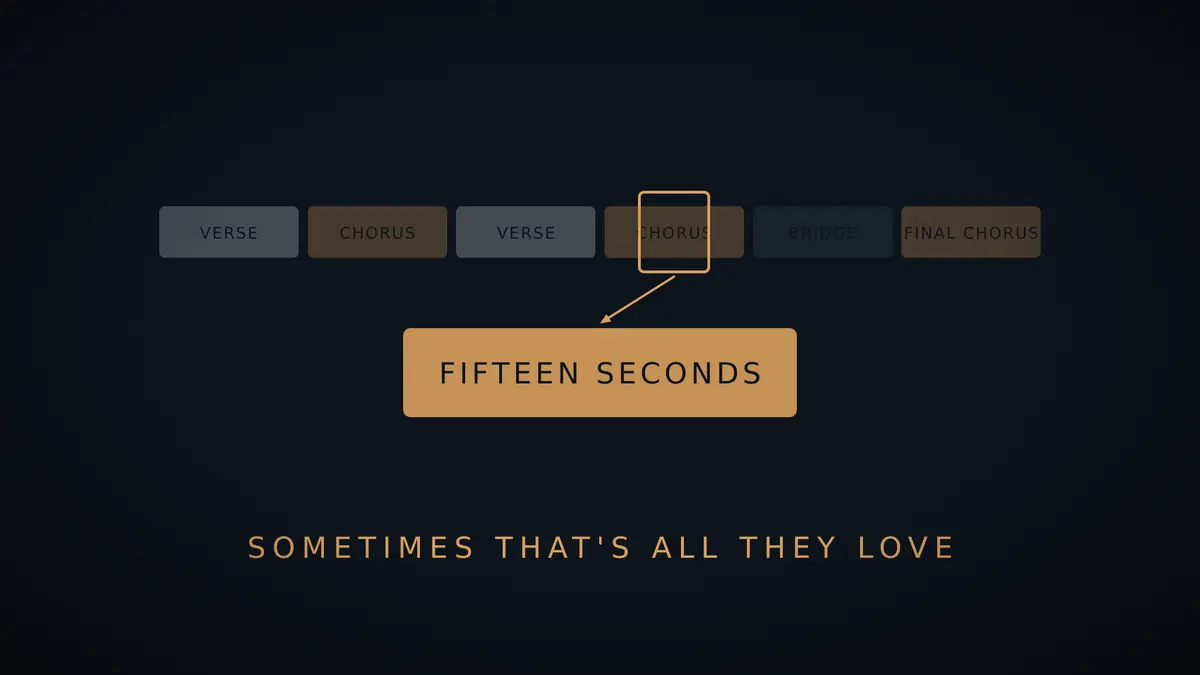 VERSE CHORUS VERSE CHORUS BRIDGE FINAL CHORUS
FIFTEEN SECONDS
SOMETIMES THAT'S ALL THEY LOVE